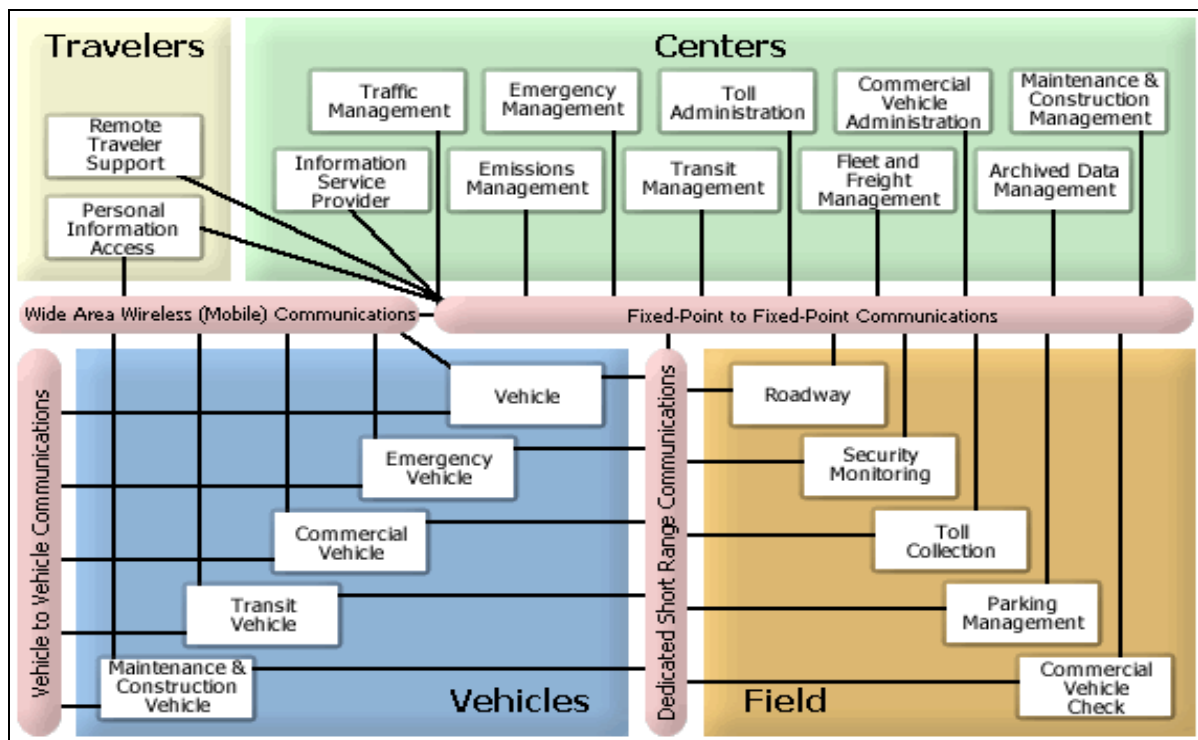 Travelers
Remote
Traveler
Support
Personal
Information
Access
Centers
Traffic
Management
Emergency
Management
Toll
Administration
Commercial
Vehicle
Administration
Maintenance &
Construction
Management
Information
Service
Provider
Emissions
Management
Transit
Management
Fleet and
Freight
Management
Archived Data
Management
Wide Area Wireless (Mobile) Communications
Fixed-Point to Fixed-Point Communications
Vehicle to Vehicle Communications
Vehicle
Emergency
Vehicle
Commercial
Vehicle
Transit
Vehicle
Maintenance &
Construction
Vehicle
Vehicles
Dedicated Short Range Communications
Roadway
Security
Monitoring
Toll
Collection
Parking
Management
Commercial
Vehicle
Check
Field